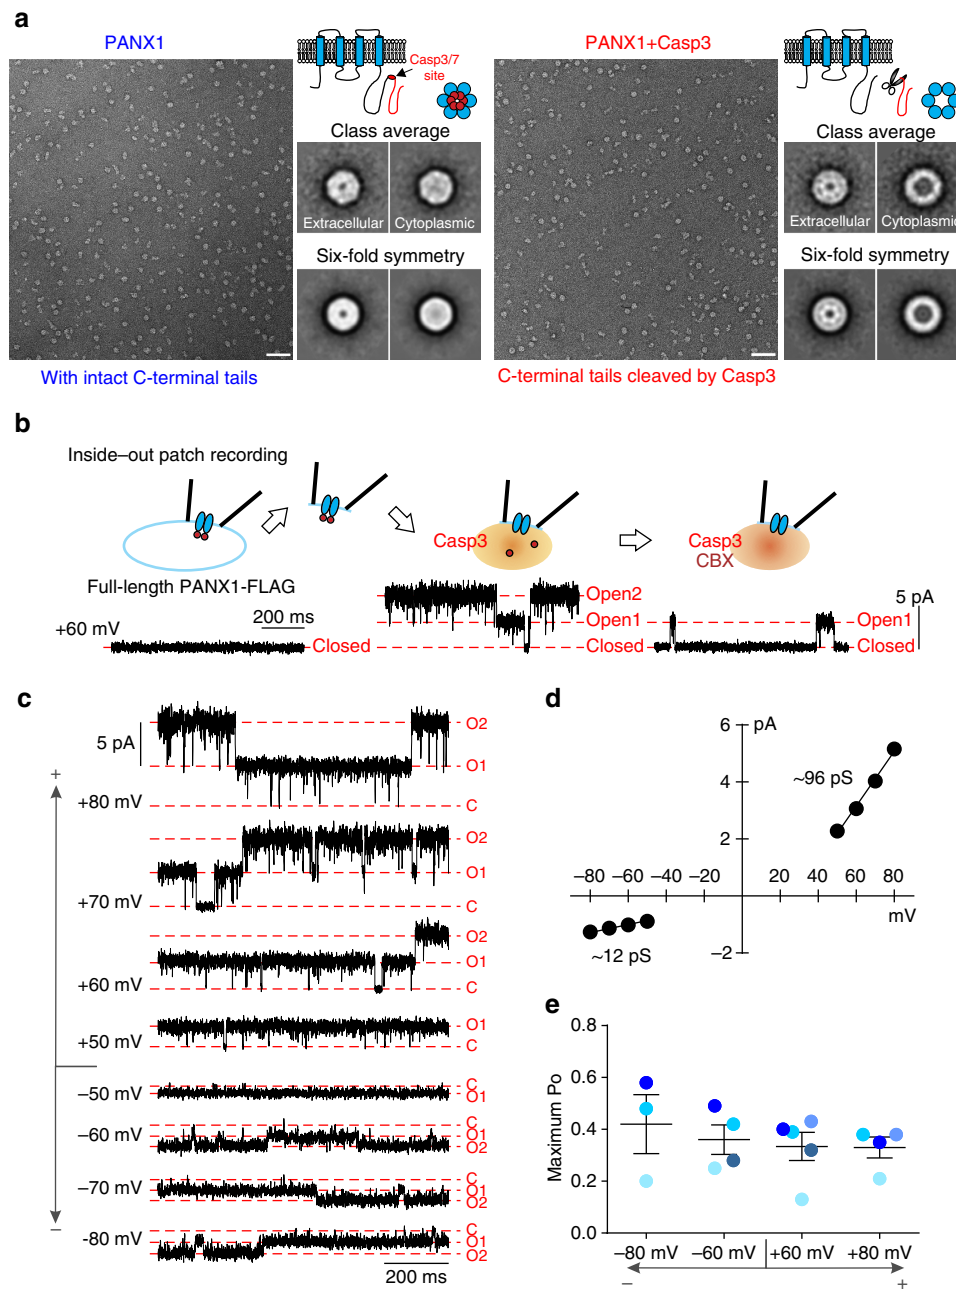 a
PANX1
Casp3/7
site
Class average
Extracellular
Cytoplasmic
Six-fold symmetry
With intact C-terminal tails
PANX1+Casp3
Class average
Extracellular
Cytoplasmic
Six-fold symmetry
C-terminal tails cleaved by Casp3
b
Inside–out patch recording
Full-length PANX1-FLAG
+60 mV
200 ms
Closed
Casp3
Open2
Open1
Closed
Casp3
CBX
5 pA
Open1
Closed
c
5 pA
+
+80 mV
O2
O1
C
+70 mV
O2
O1
C
+60 mV
O2
O1
C
+50 mV
O1
C
−50 mV
C
O1
−60 mV
C
O1
O2
−70 mV
C
O1
O2
-80 mV
C
O1
O2
−
200 ms
d
6
pA
4
2
−2
~96 pS
−80 −60 −40 −20
20 40 60 80
mV
~12 pS
e
Maximum Po
0.8
0.6
0.4
0.2
0.0
−80 mV −60 mV +60 mV +80 mV
− +